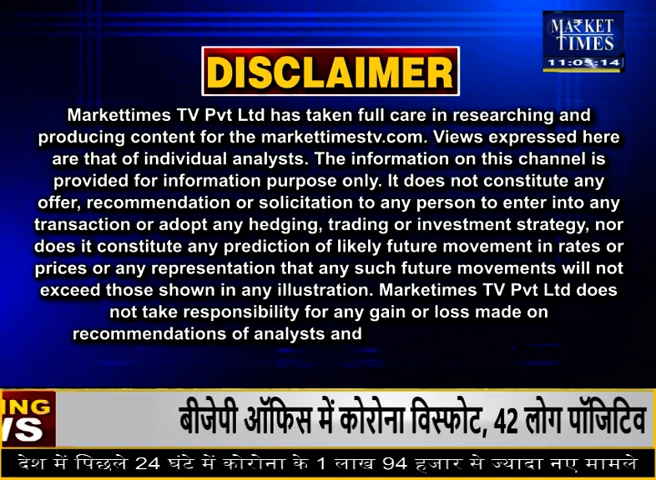 MARKET
TIMES
11:05:14
DISCLAIMER
Markettimes TV Pvt Ltd has taken full care in researching and
producing content for the markettimestv.com. Views expressed here
are that of individual analysts. The information on this channel is
provided for information purpose only. It does not constitute any
offer, recommendation or solicitation to any person to enter into any
transaction or adopt any hedging, trading or investment strategy, nor
does it constitute any prediction of likely future movement in rates or
prices or any representation that any such future movements will not
exceed those shown in any illustration. Marketimes TV Pvt Ltd does
not take responsibility for any gain or loss made on
recommendations of analysts and
ING
WS
बीजेपी ऑफिस में कोरोना विस्फोट, 42 लोग पॉजिटिव
देश में पिछले 24 घंटे में कोरोना के 1 लाख 94 हजार से ज्यादा नए मामले